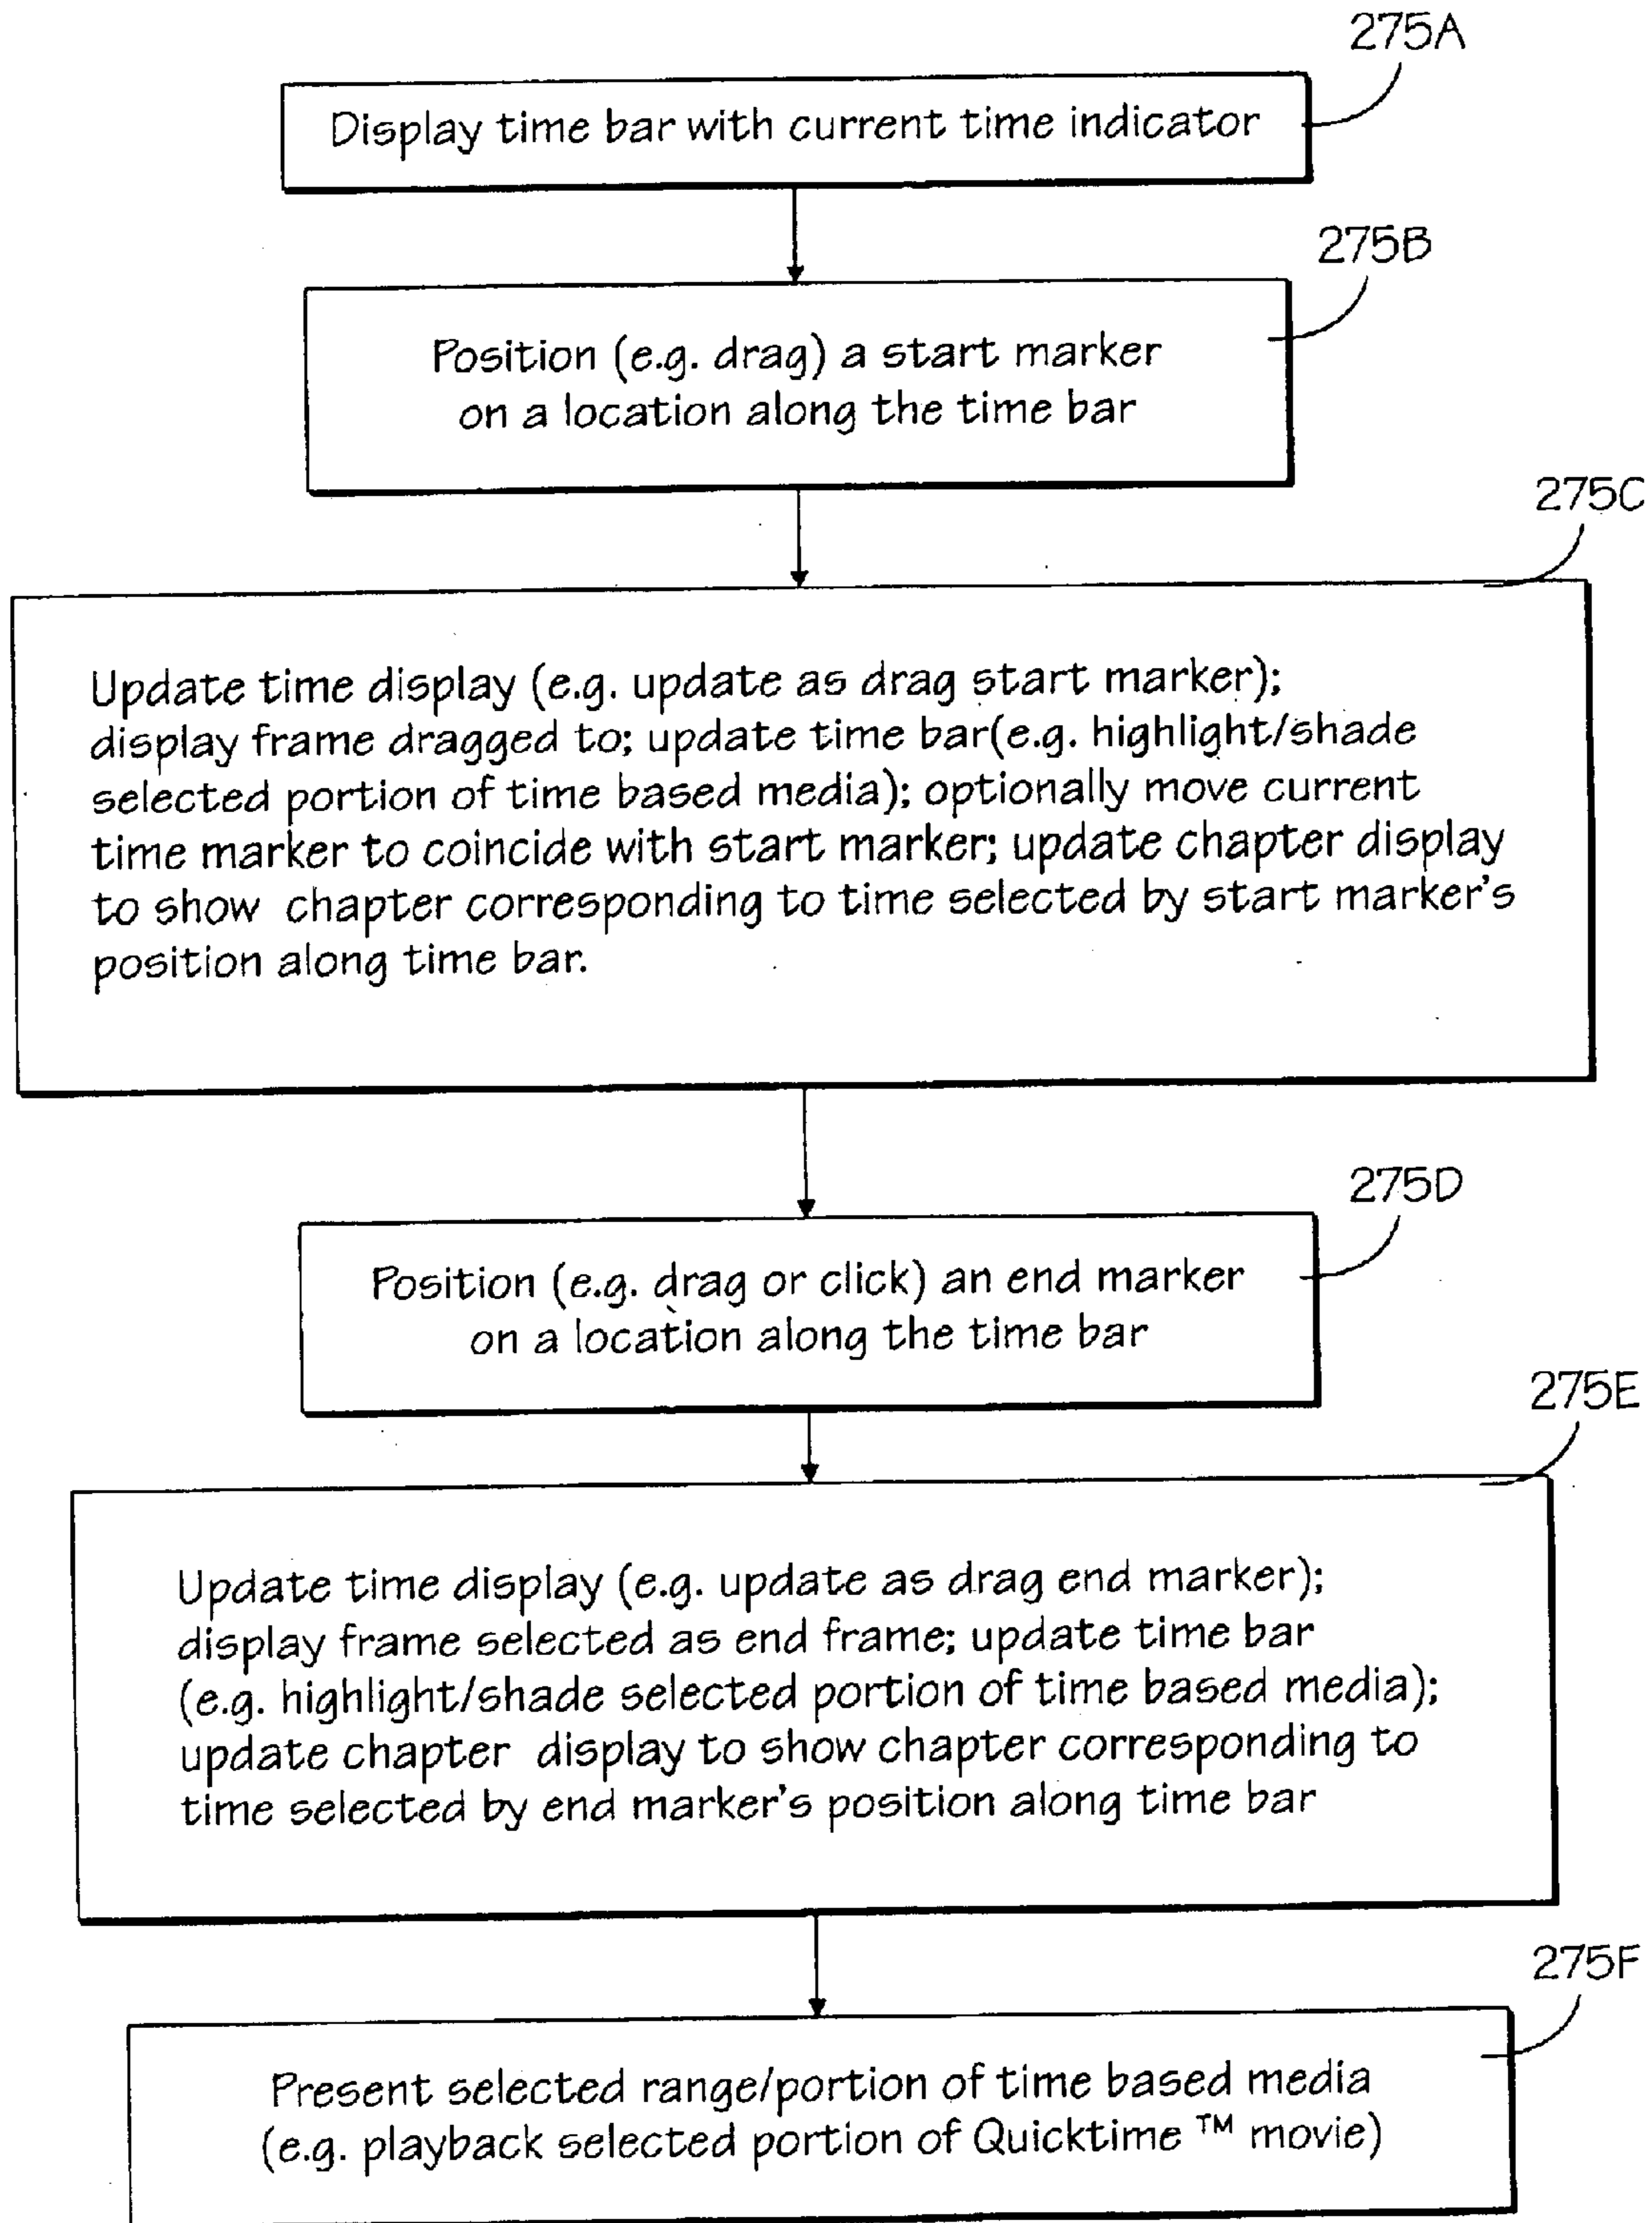 275A
Display time bar with current time indicator
275B
Position (e.g. drag) a start marker
on a location along the time bar
275C
Update time display (e.g. update as drag start marker);
display frame dragged to; update time bar(e.g. highlight/shade
selected portion of time based media); optionally move current
time marker to coincide with start marker; update chapter display
to show chapter corresponding to time selected by start marker's
position along time bar.
275D
Position (e.g. drag or click) an end marker
on a location along the time bar
275E
Update time display (e.g. update as drag end marker);
display frame selected as end frame; update time bar
(e.g. highlight/shade selected portion of time based media);
update chapter display to show chapter corresponding to
time selected by end marker's position along time bar
275F
Present selected range/portion of time based media
(e.g. playback selected portion of Quicktime ™ movie)